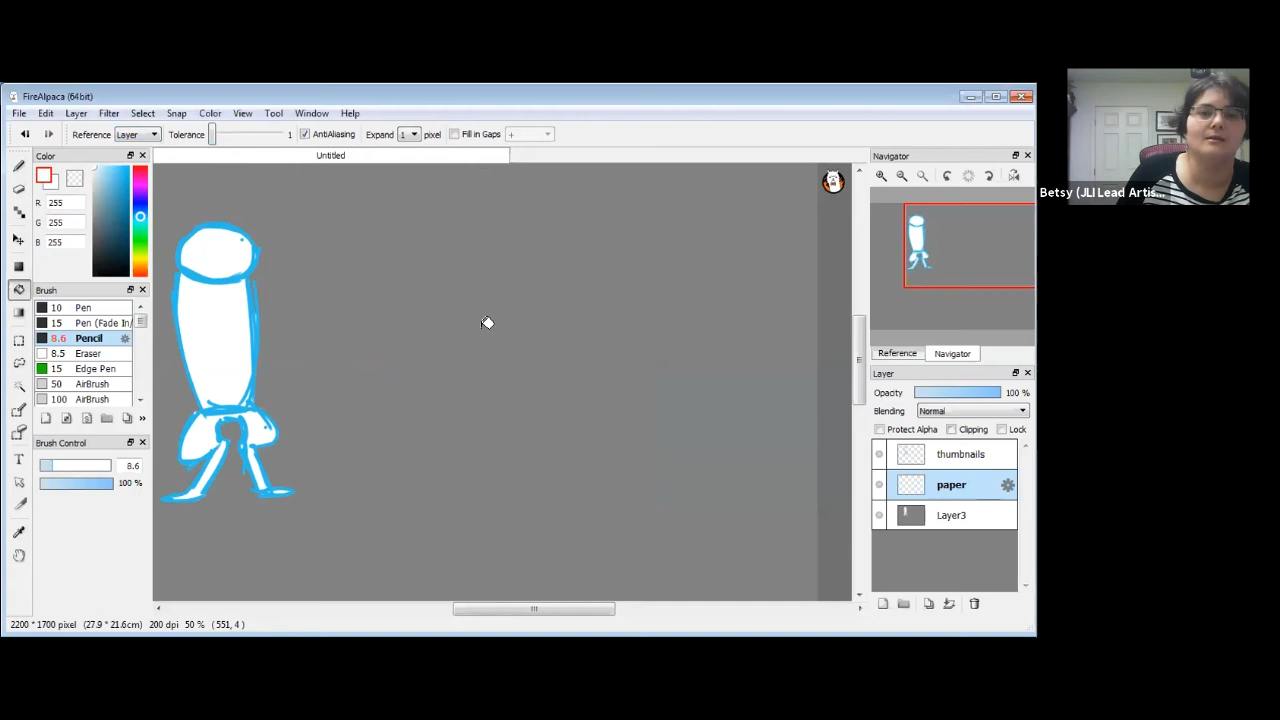 FireAlpaca (64bit)
File Edit Layer Filter Select Snap Color View Tool Window Help
Reference Layer Tolerance 1 AntiAliasing Expand 1 pixel Fill in Gaps +
Color
Untitled
Navigator
R 255
G 255
B 255
Betsy (JLI Lead Artis...
Brush
10 Pen
15 Pen (Fade In/
8.6 Pencil
8.5 Eraser
15 Edge Pen
50 AirBrush
100 AirBrush
Brush Control
8.6
100 %
Reference Navigator
Layer
Opacity 100 %
Blending Normal
Protect Alpha Clipping Lock
thumbnails
paper
Layer3
2200 * 1700 pixel (27.9 * 21.6cm) 200 dpi 50 % ( 551, 4 )